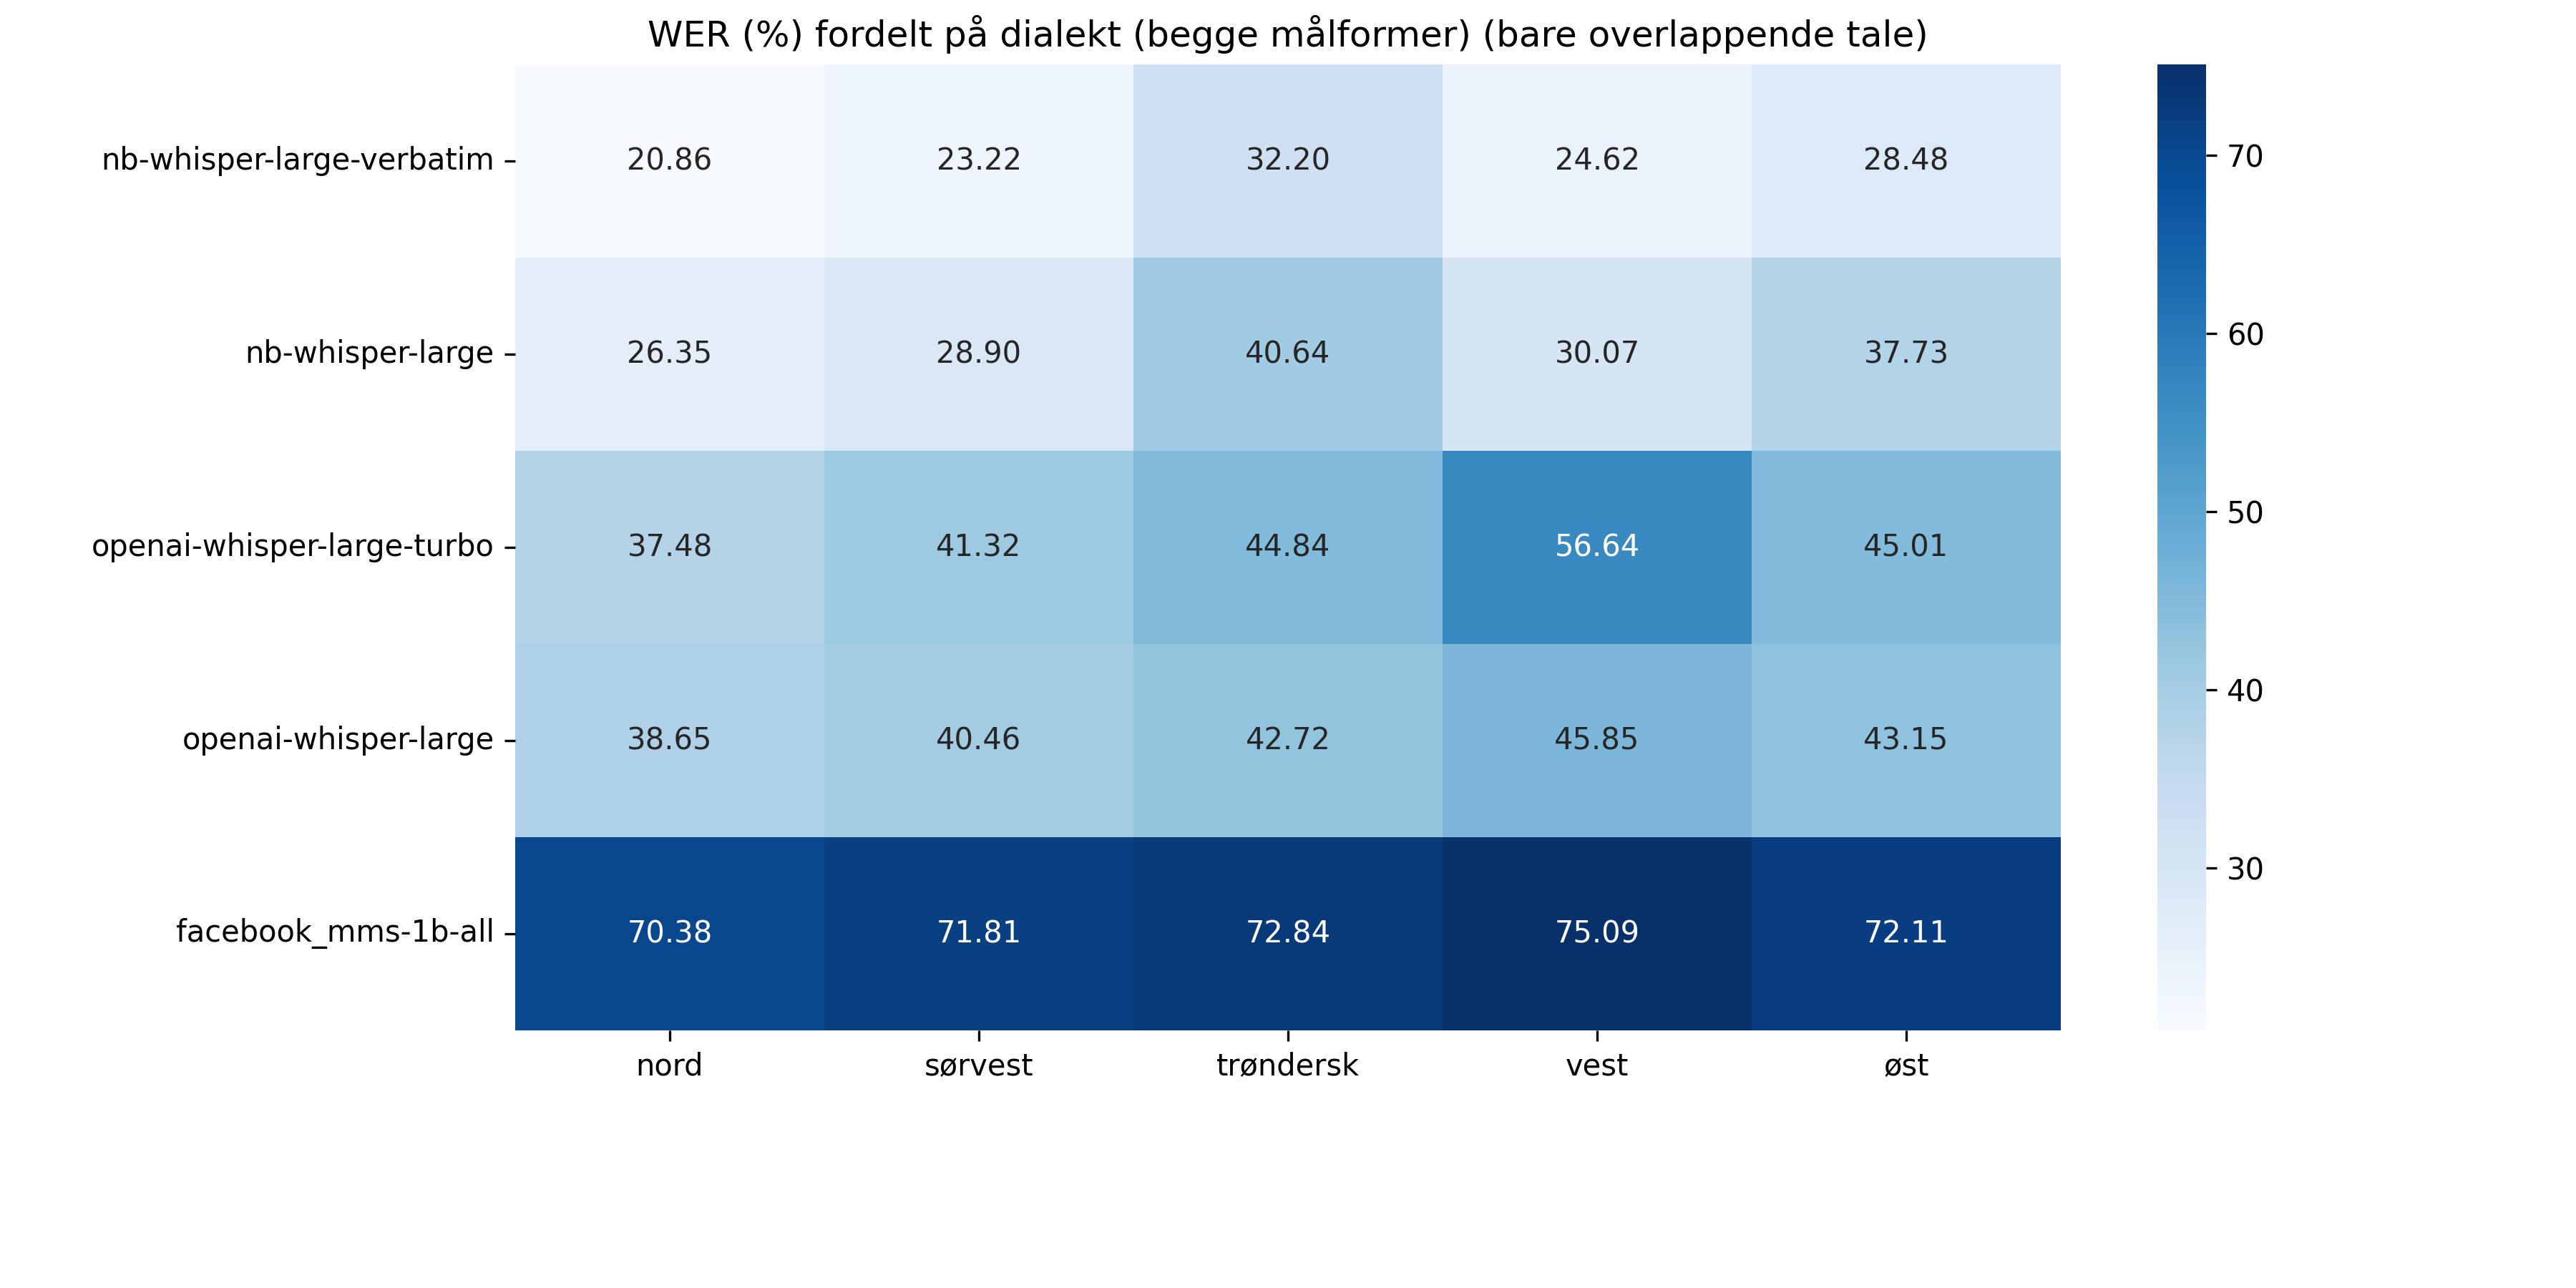 WER (%) fordelt på dialekt (begge målformer) (bare overlappende tale)
nb-whisper-large-verbatim 20.86 23.22 32.20 24.62 28.48
nb-whisper-large 26.35 28.90 40.64 30.07 37.73
openai-whisper-large-turbo 37.48 41.32 44.84 56.64 45.01
openai-whisper-large 38.65 40.46 42.72 45.85 43.15
facebook_mms-1b-all 70.38 71.81 72.84 75.09 72.11
nord sørvest trøndersk vest øst
70
60
50
40
30